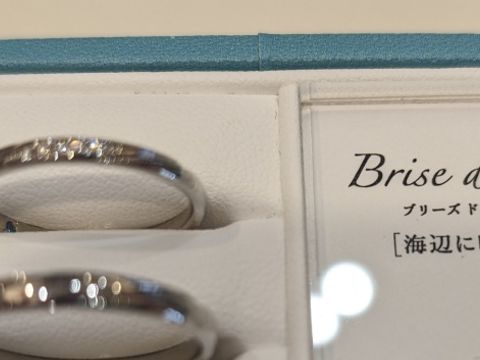 Brise d
ブリーズ ド
[海辺に